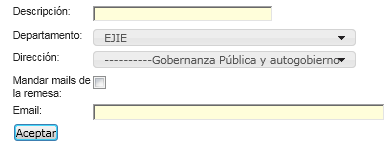 Descripción:
Departamento: EJIE
Dirección: ----------Gobernanza Pública y autogobierno
Mandar mails de
la remesa:
Email:
Aceptar